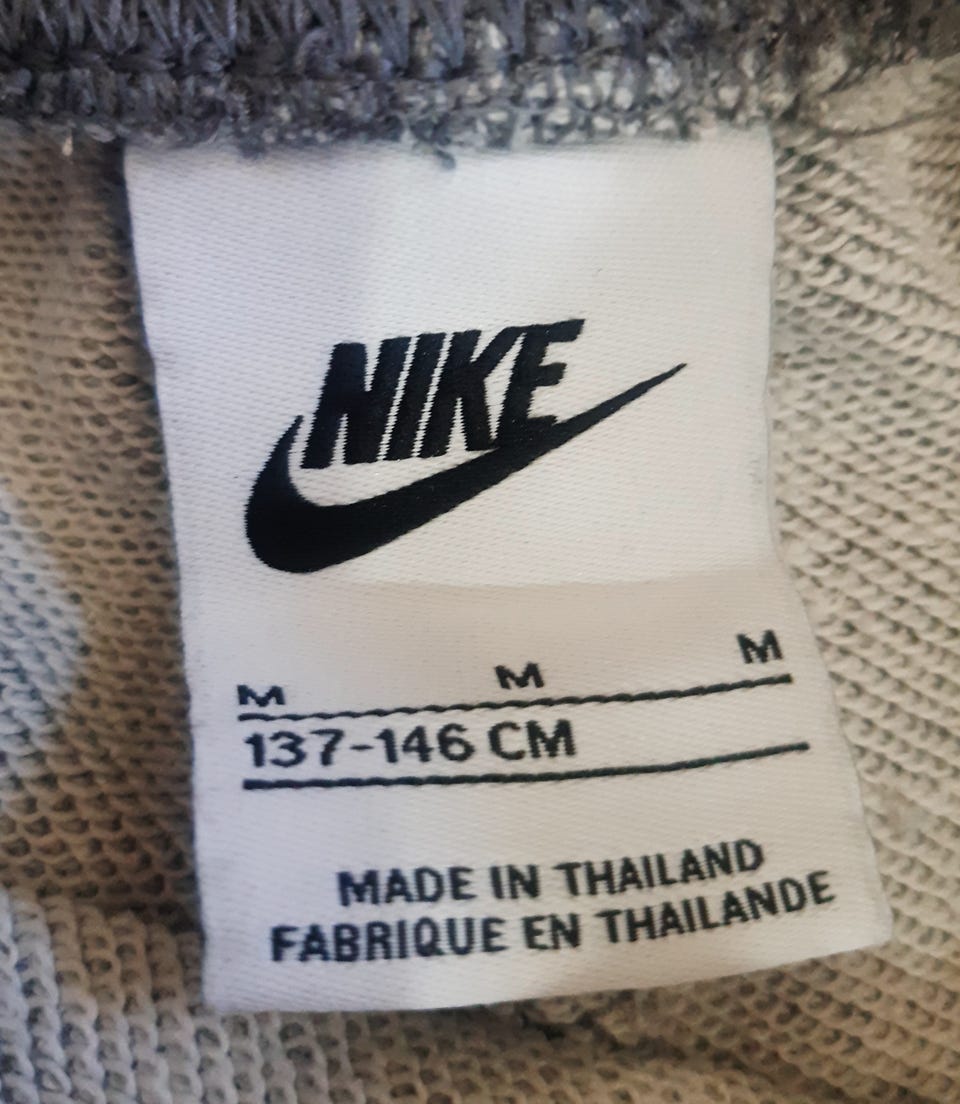 NIKE
M M M
137-146 CM
MADE IN THAILAND
FABRIQUE EN THAILANDE